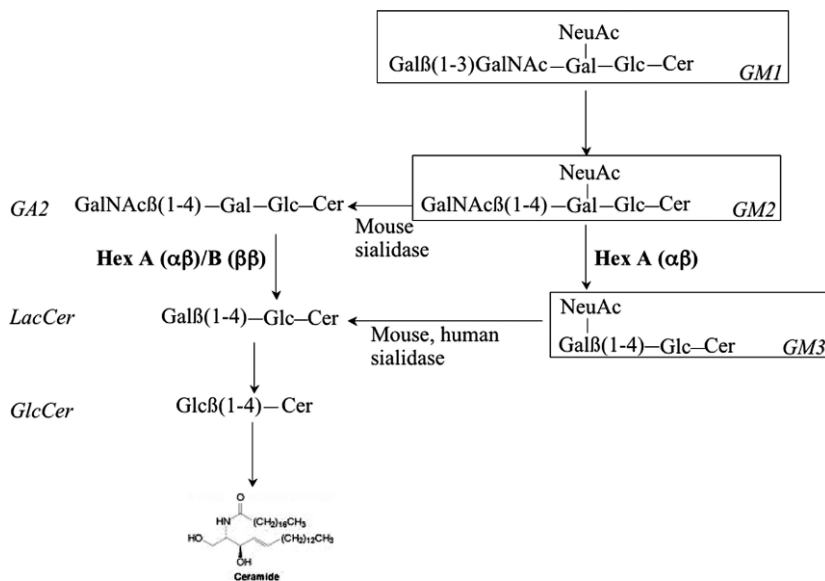 NeuAc
Galß(1-3)GalNAc–Gal–Glc–Cer
GM1
NeuAc
GA2 GalNAcß(1-4)–Gal–Glc–Cer
GalNAcß(1-4)–Gal–Glc–Cer
GM2
Mouse
sialidase
Hex A (αβ)/B (ββ)
Hex A (αβ)
NeuAc
LacCer Galß(1-4)–Glc–Cer
Mouse, human
sialidase
Galß(1-4)–Glc–Cer
GM3
GlcCer Glcß(1-4)–Cer
O
HN
(CH2)16CH3
HO
(CH2)12CH3
OH
Ceramide